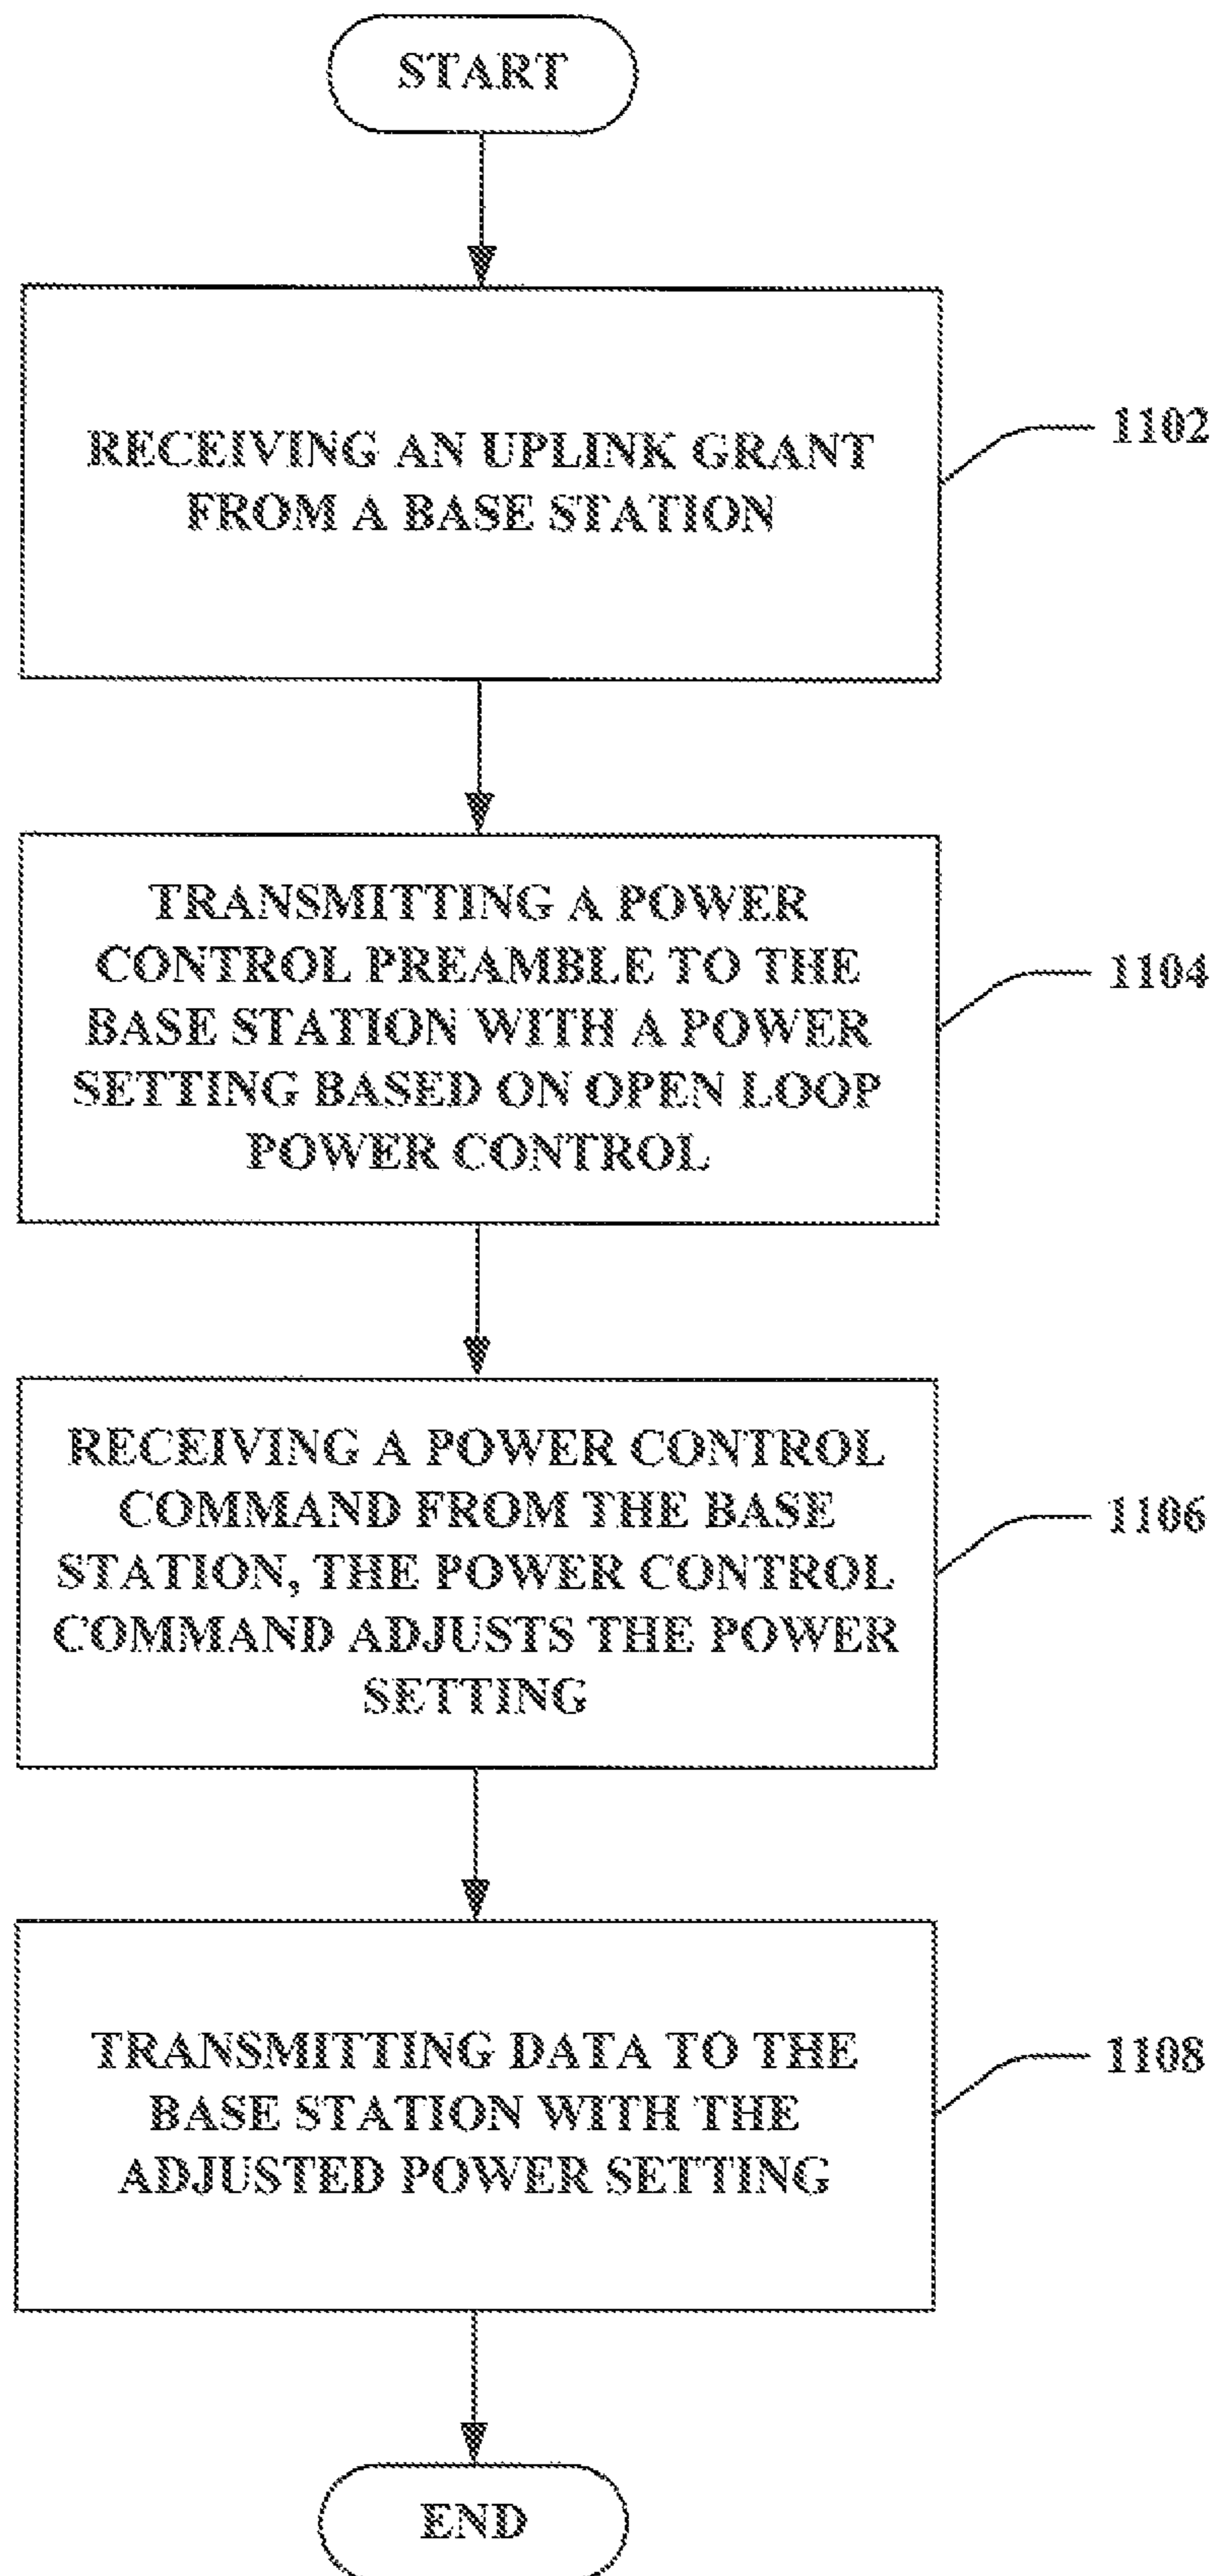 START
RECEIVING AN UPLINK GRANT
FROM A BASE STATION
1102
TRANSMITTING A POWER
CONTROL PREAMBLE TO THE
BASE STATION WITH A POWER
SETTING BASED ON OPEN LOOP
POWER CONTROL
1104
RECEIVING A POWER CONTROL
COMMAND FROM THE BASE
STATION, THE POWER CONTROL
COMMAND ADJUSTS THE POWER
SETTING
1106
TRANSMITTING DATA TO THE
BASE STATION WITH THE
ADJUSTED POWER SETTING
1108
END